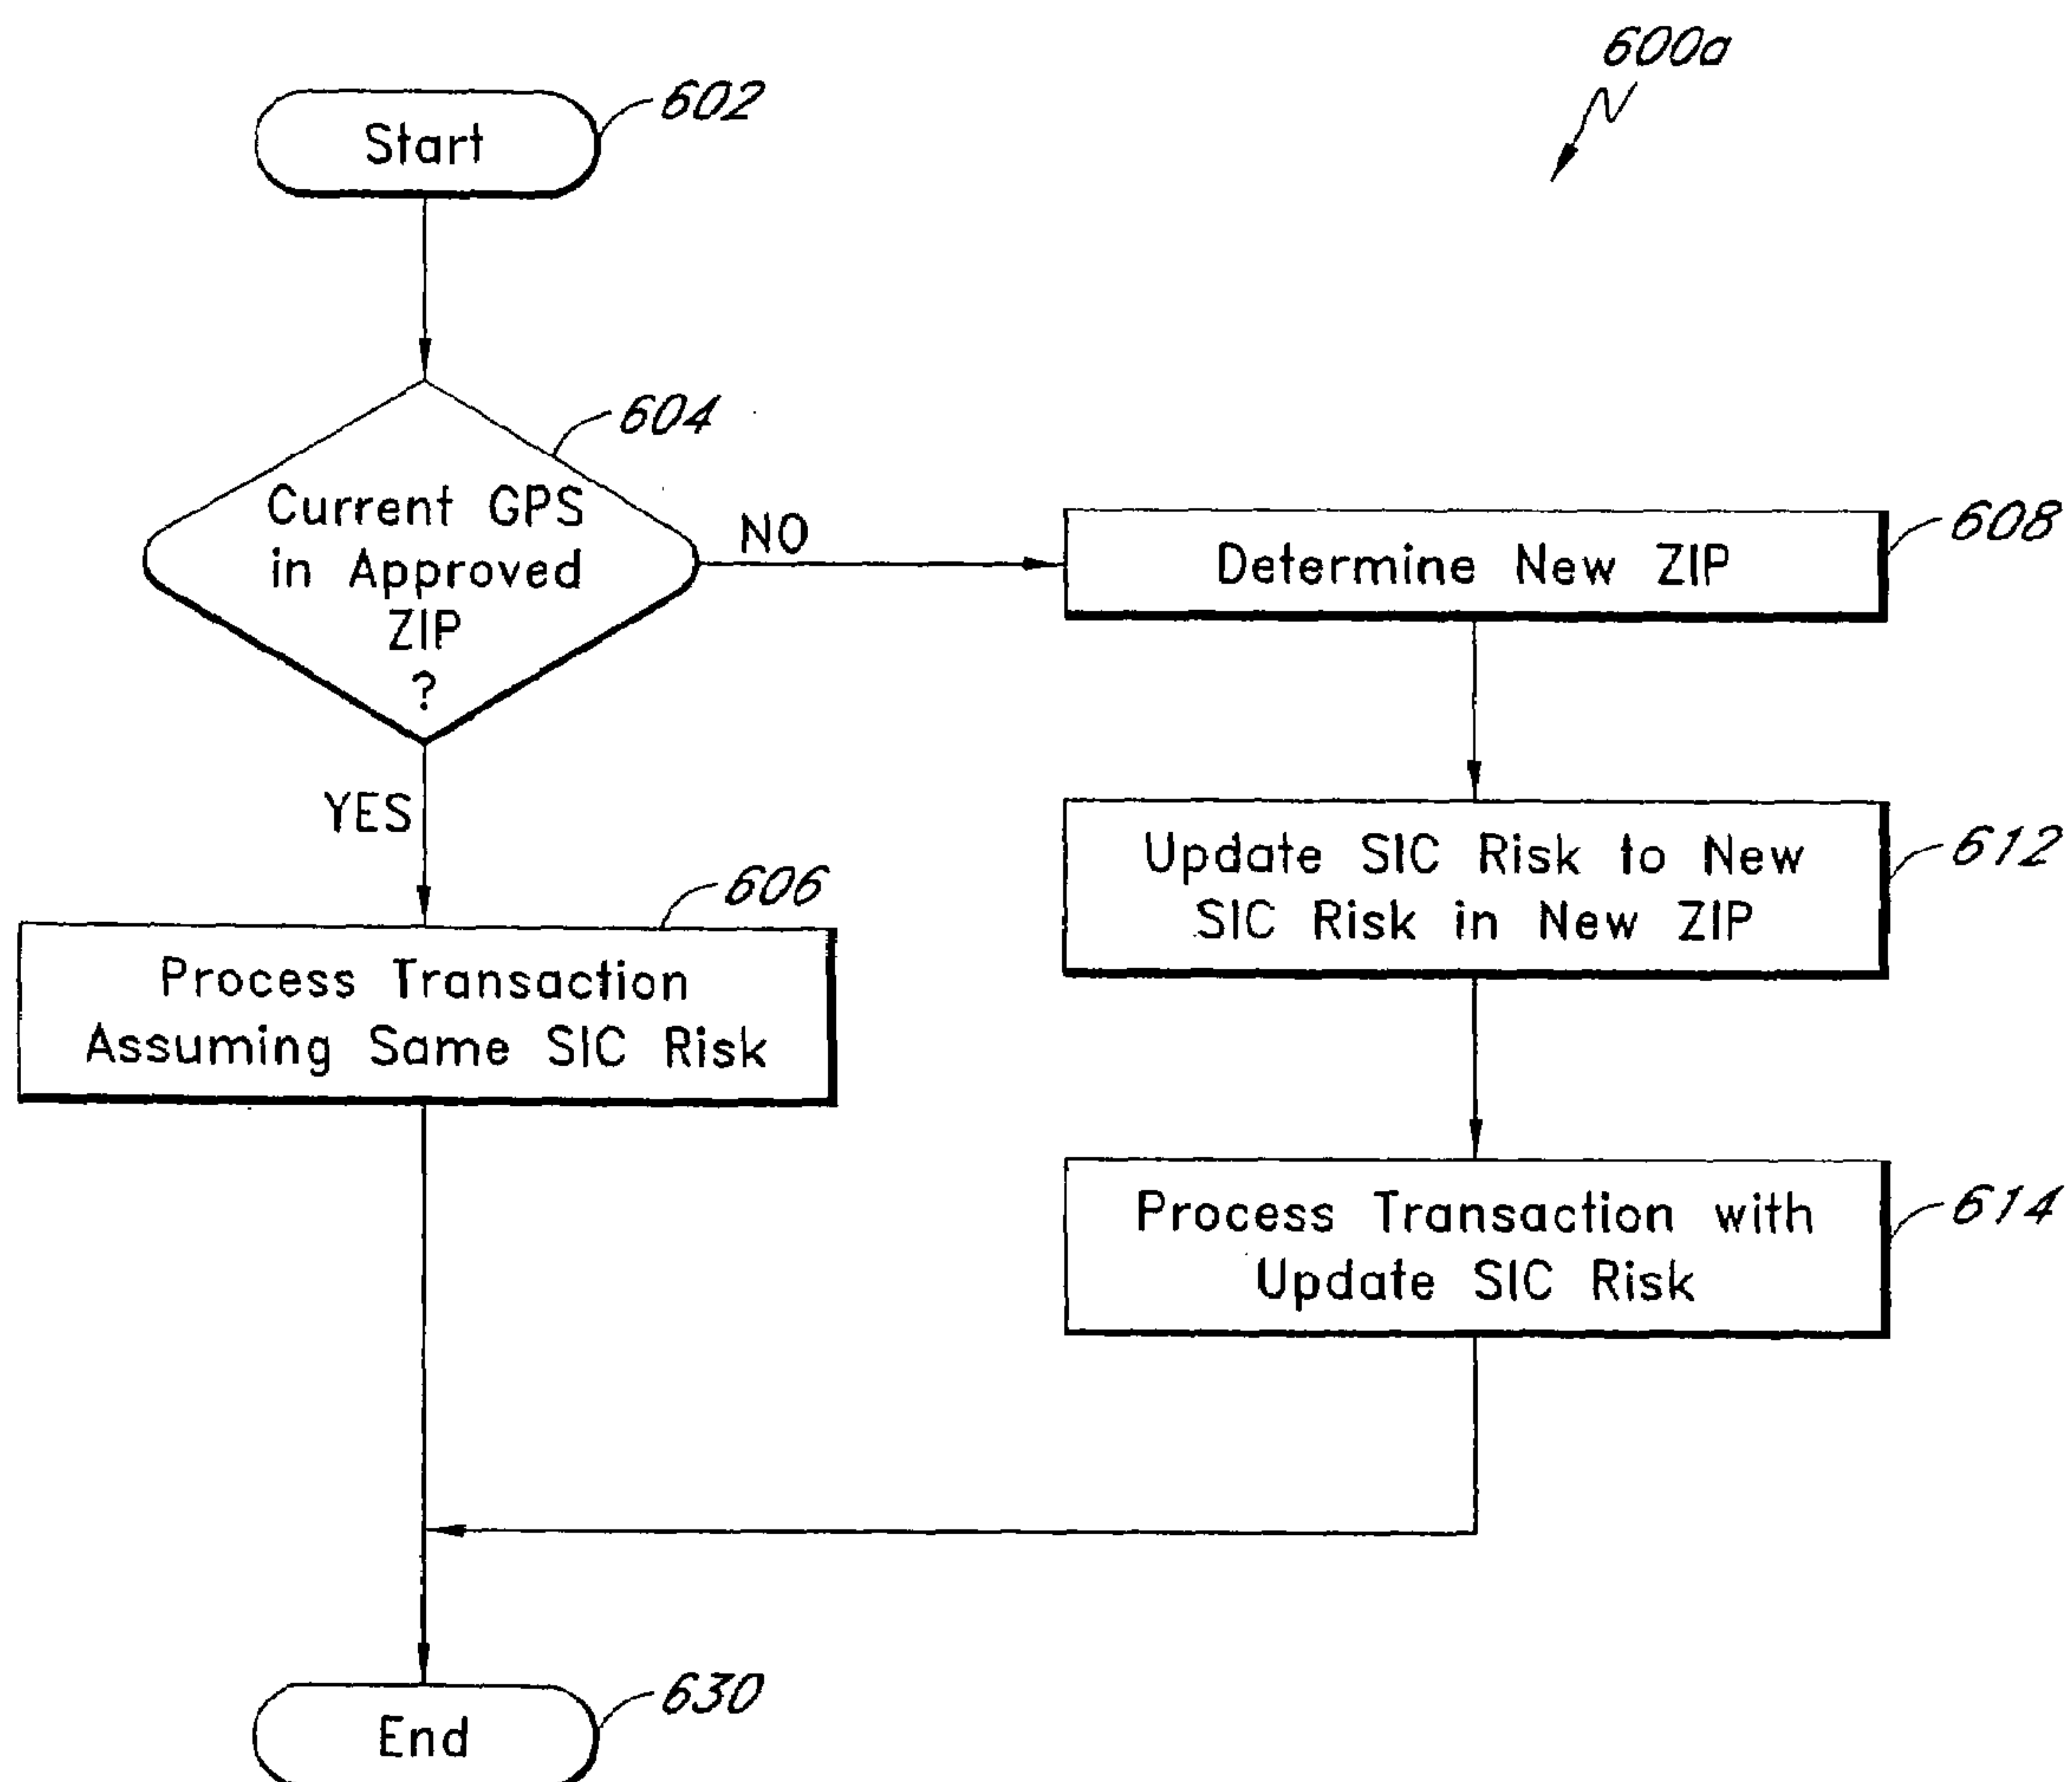 600a
602
Start
604
Current GPS
in Approved
ZIP
?
NO
608
Determine New ZIP
YES
612
Update SIC Risk to New
SIC Risk in New ZIP
606
Process Transaction
Assuming Same SIC Risk
614
Process Transaction with
Update SIC Risk
630
End